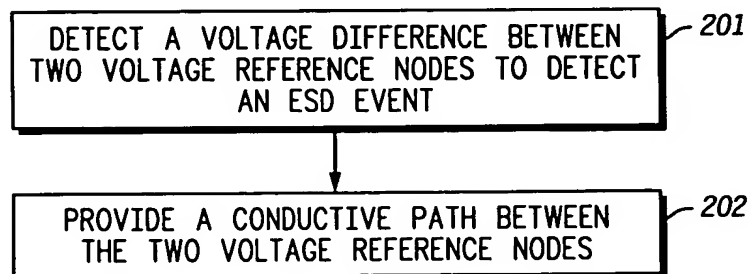 DETECT A VOLTAGE DIFFERENCE BETWEEN
TWO VOLTAGE REFERENCE NODES TO DETECT
AN ESD EVENT
201
PROVIDE A CONDUCTIVE PATH BETWEEN
THE TWO VOLTAGE REFERENCE NODES
202